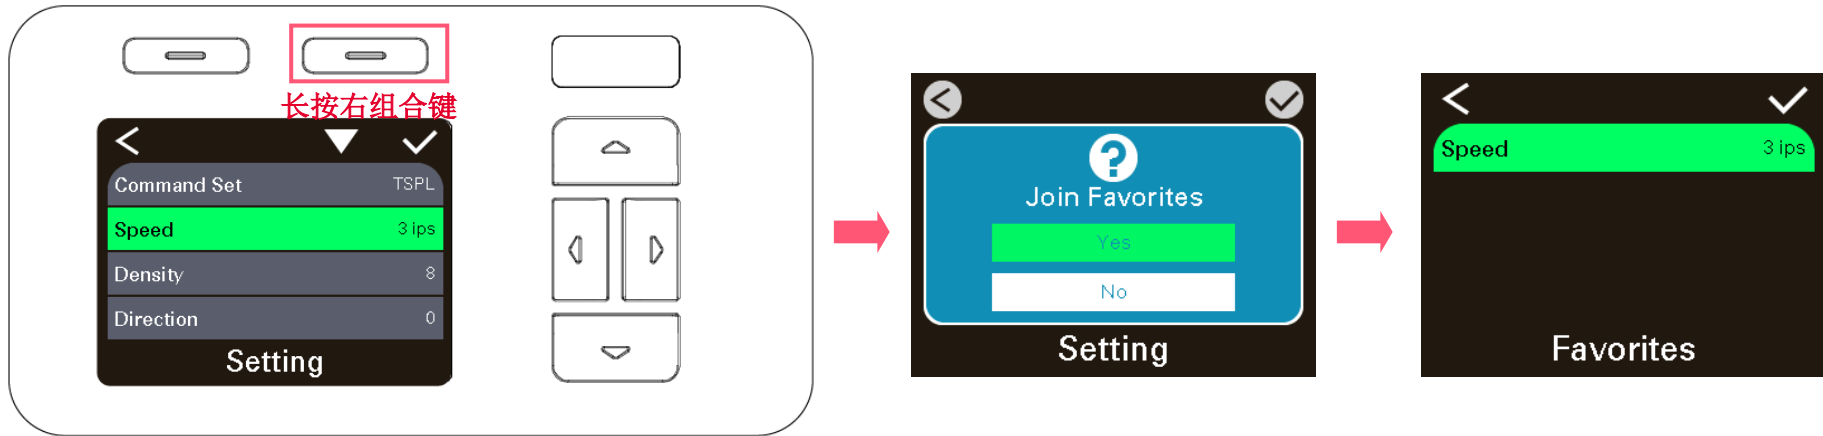 长按右组合键
Command Set TSPL
Speed 3 ips
Density 8
Direction 0
Setting
?
Join Favorites
Yes
No
Setting
Speed 3 ips
Favorites